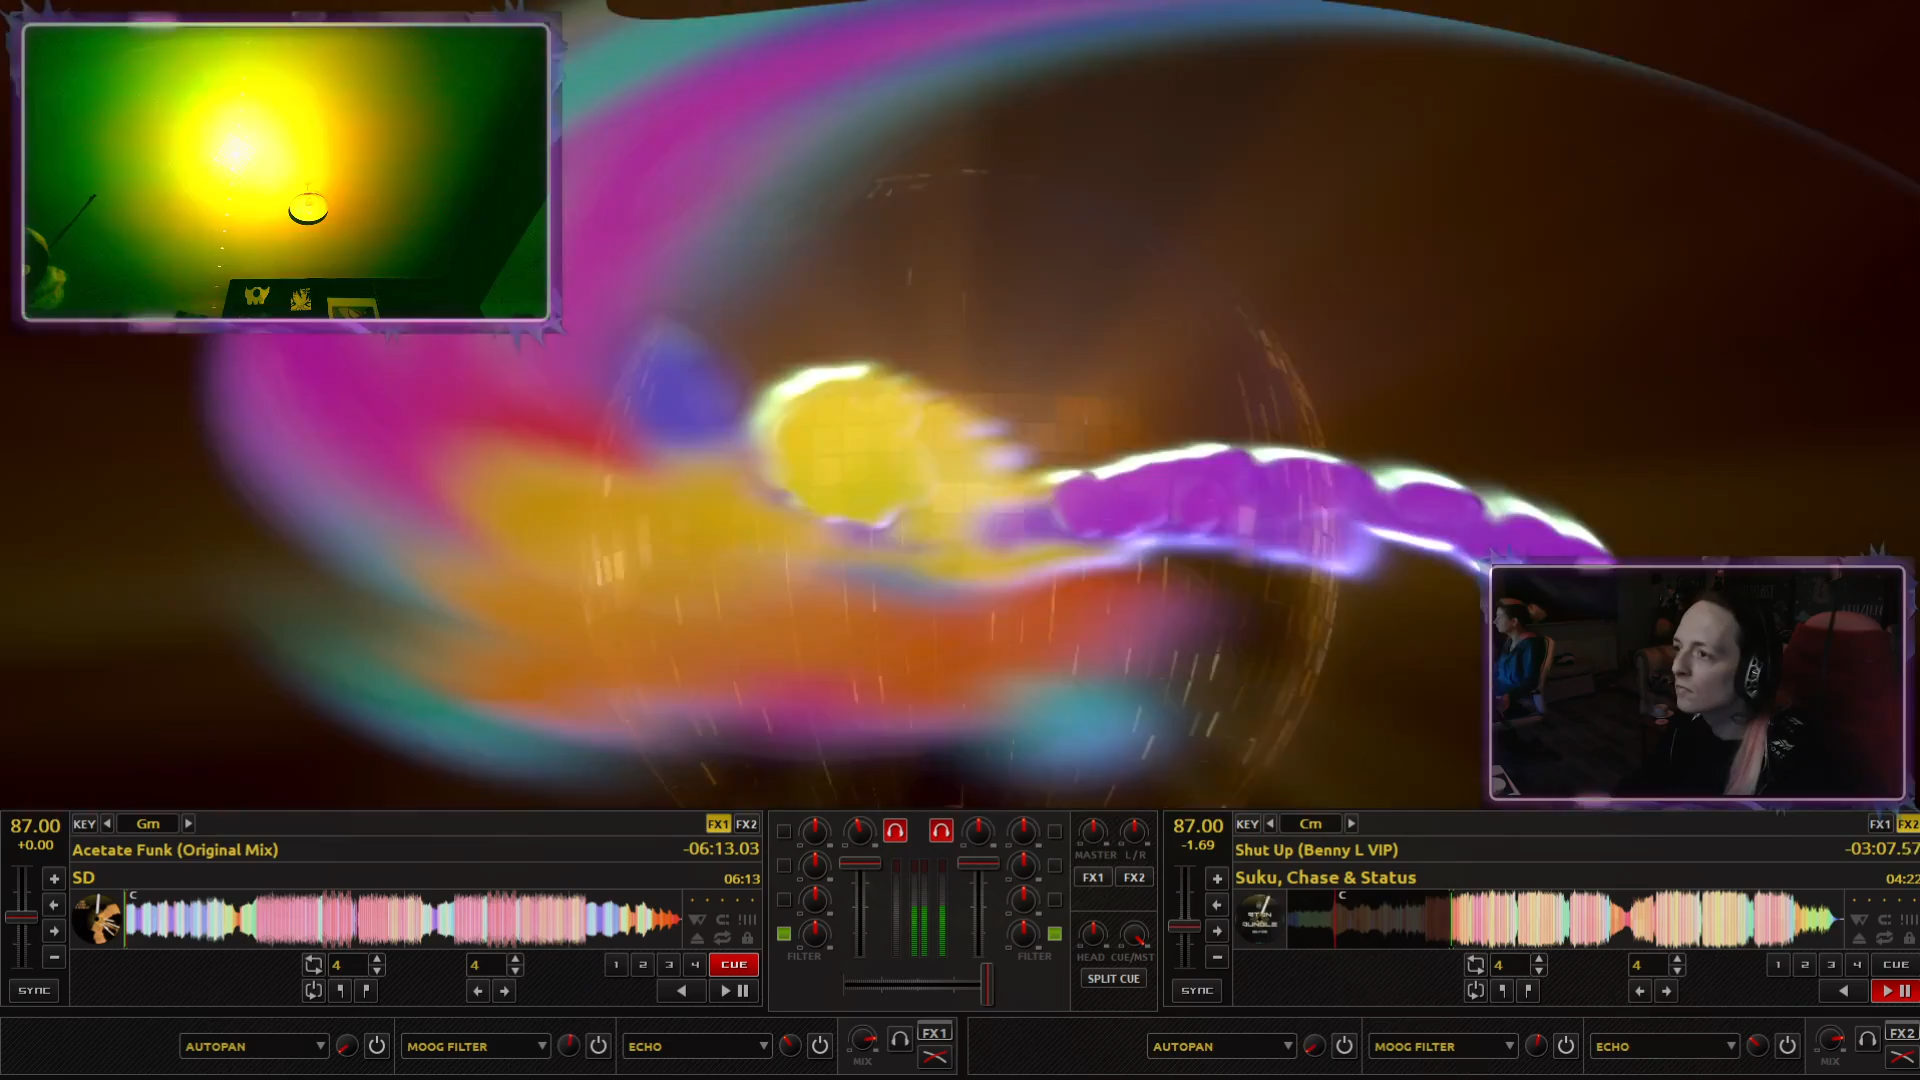 87.00
+0.00
KEY
Gm
FX1 FX2
Acetate Funk (Original Mix)
-06:13.03
SD
06:13
C
4
4
1 2 3 4 CUE
SYNC
FILTER
FILTER
MASTER L/R
FX1 FX2
HEAD CUE/MST
SPLIT CUE
87.00
-1.69
KEY
Cm
FX1 FX2
Shut Up (Benny L VIP)
-03:07.57
Suku, Chase & Status
04:22
C
4
4
1 2 3 4 CUE
SYNC
AUTOPAN
MOOG FILTER
ECHO
MIX
FX1
AUTOPAN
MOOG FILTER
ECHO
MIX
FX2